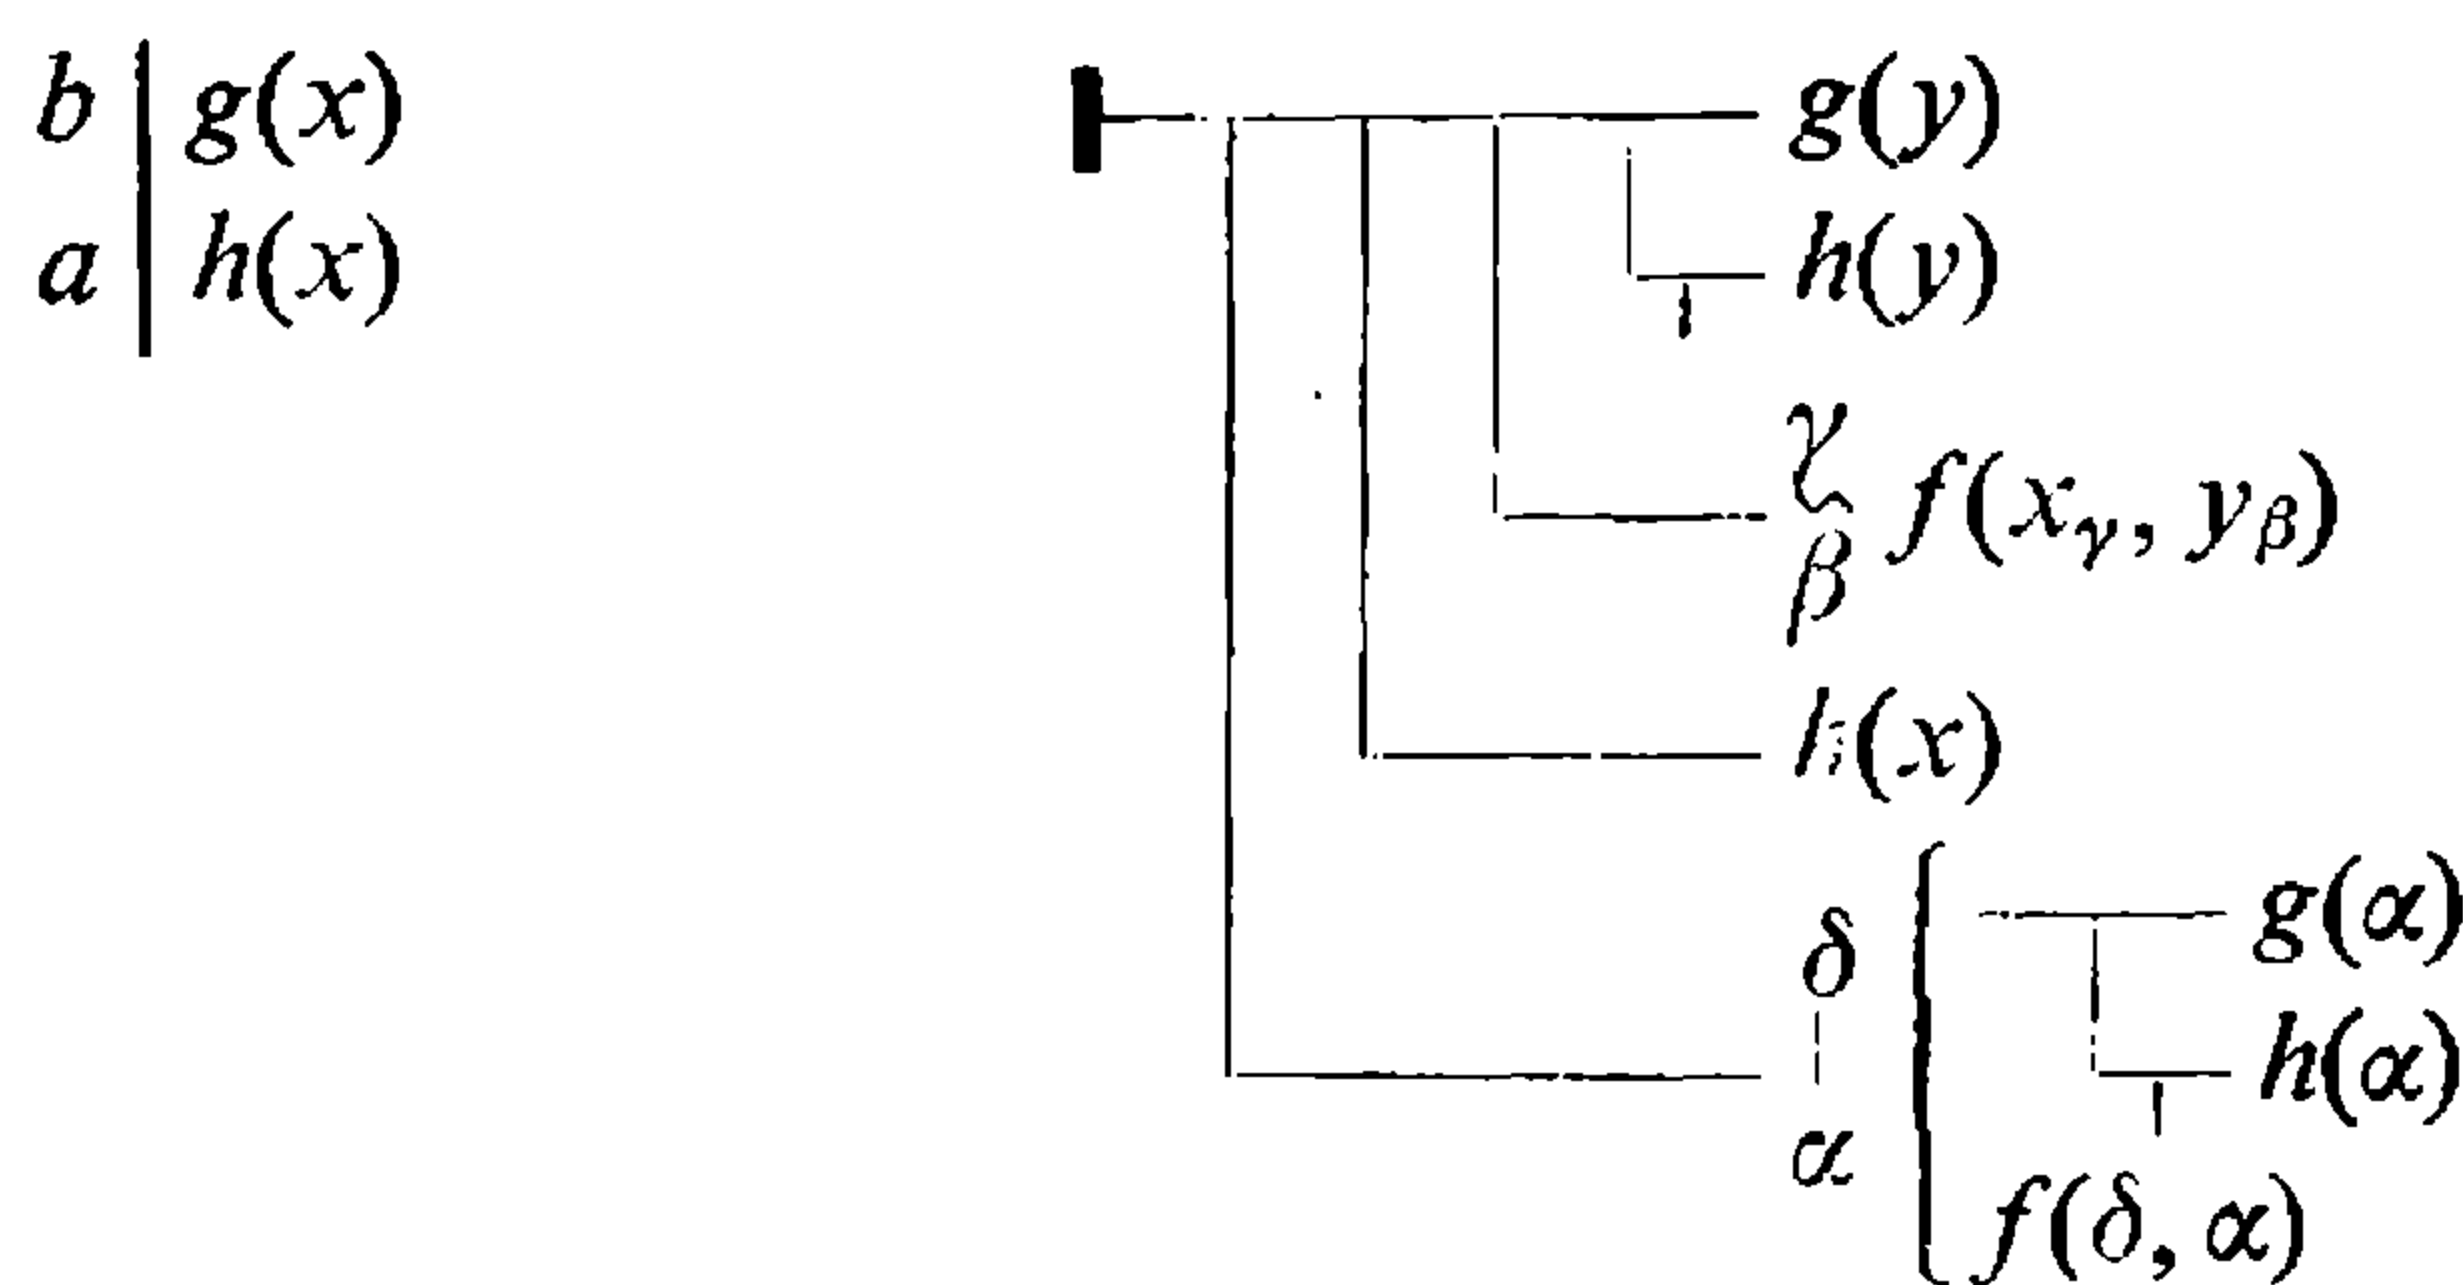 b | g(x)
a | h(x)
g(y)
h(y)
γ
β f(x_γ, y_β)
h(x)
δ
α
g(α)
h(α)
f(δ, α)